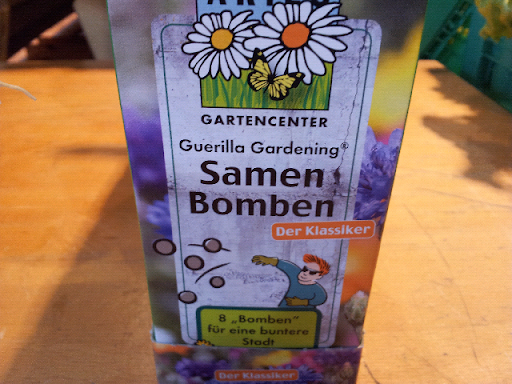 GARTENCENTER
Guerilla Gardening®
Samen
Bomben
Der Klassiker
8 „Bomben"
für eine buntere
Stadt
Der Klassiker